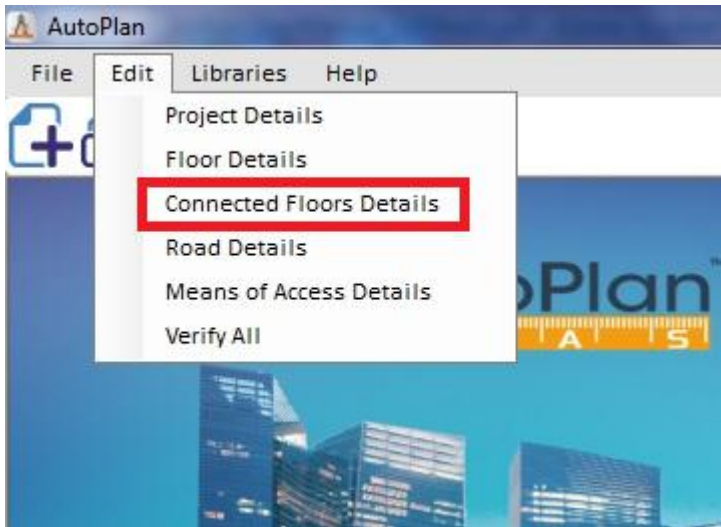 AutoPlan
File Edit Libraries Help
Project Details
Floor Details
Connected Floors Details
Road Details
Means of Access Details
Verify All
Plan™
A S